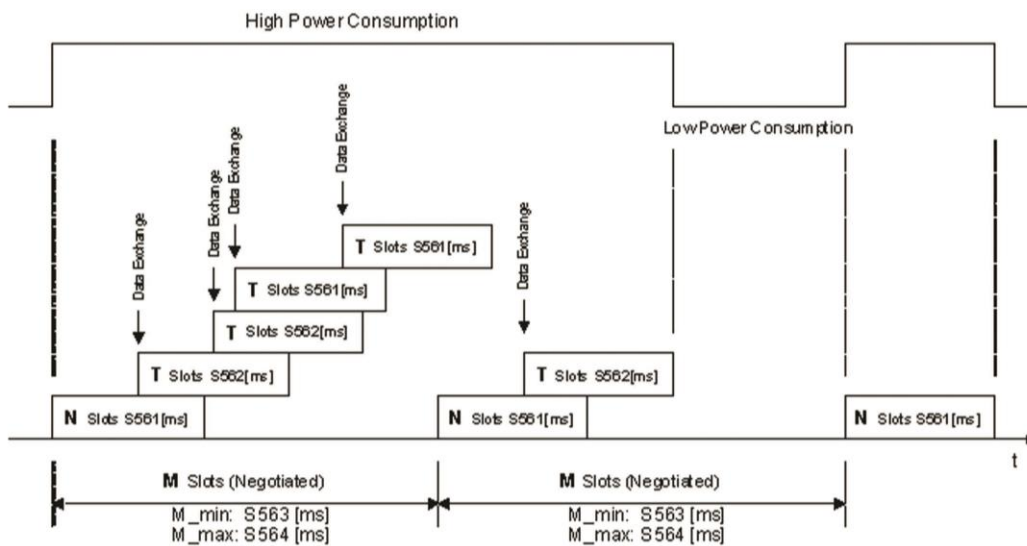 High Power Consumption
Low Power Consumption
Data Exchange
Data Exchange
Data Exchange
Data Exchange
Data Exchange
T Slots S561[ms]
T Slots S561[ms]
T Slots S562[ms]
T Slots S562[ms]
T Slots S562[ms]
N Slots S561[ms]
N Slots S561[ms]
N Slots S561[ms]
t
M Slots (Negotiated)
M_min: S563 [ms]
M_max: S564 [ms]
M Slots (Negotiated)
M_min: S563 [ms]
M_max: S564 [ms]